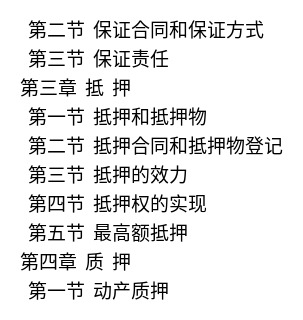 第二节 保证合同和保证方式
第三节 保证责任
第三章 抵 押
第一节 抵押和抵押物
第二节 抵押合同和抵押物登记
第三节 抵押的效力
第四节 抵押权的实现
第五节 最高额抵押
第四章 质 押
第一节 动产质押